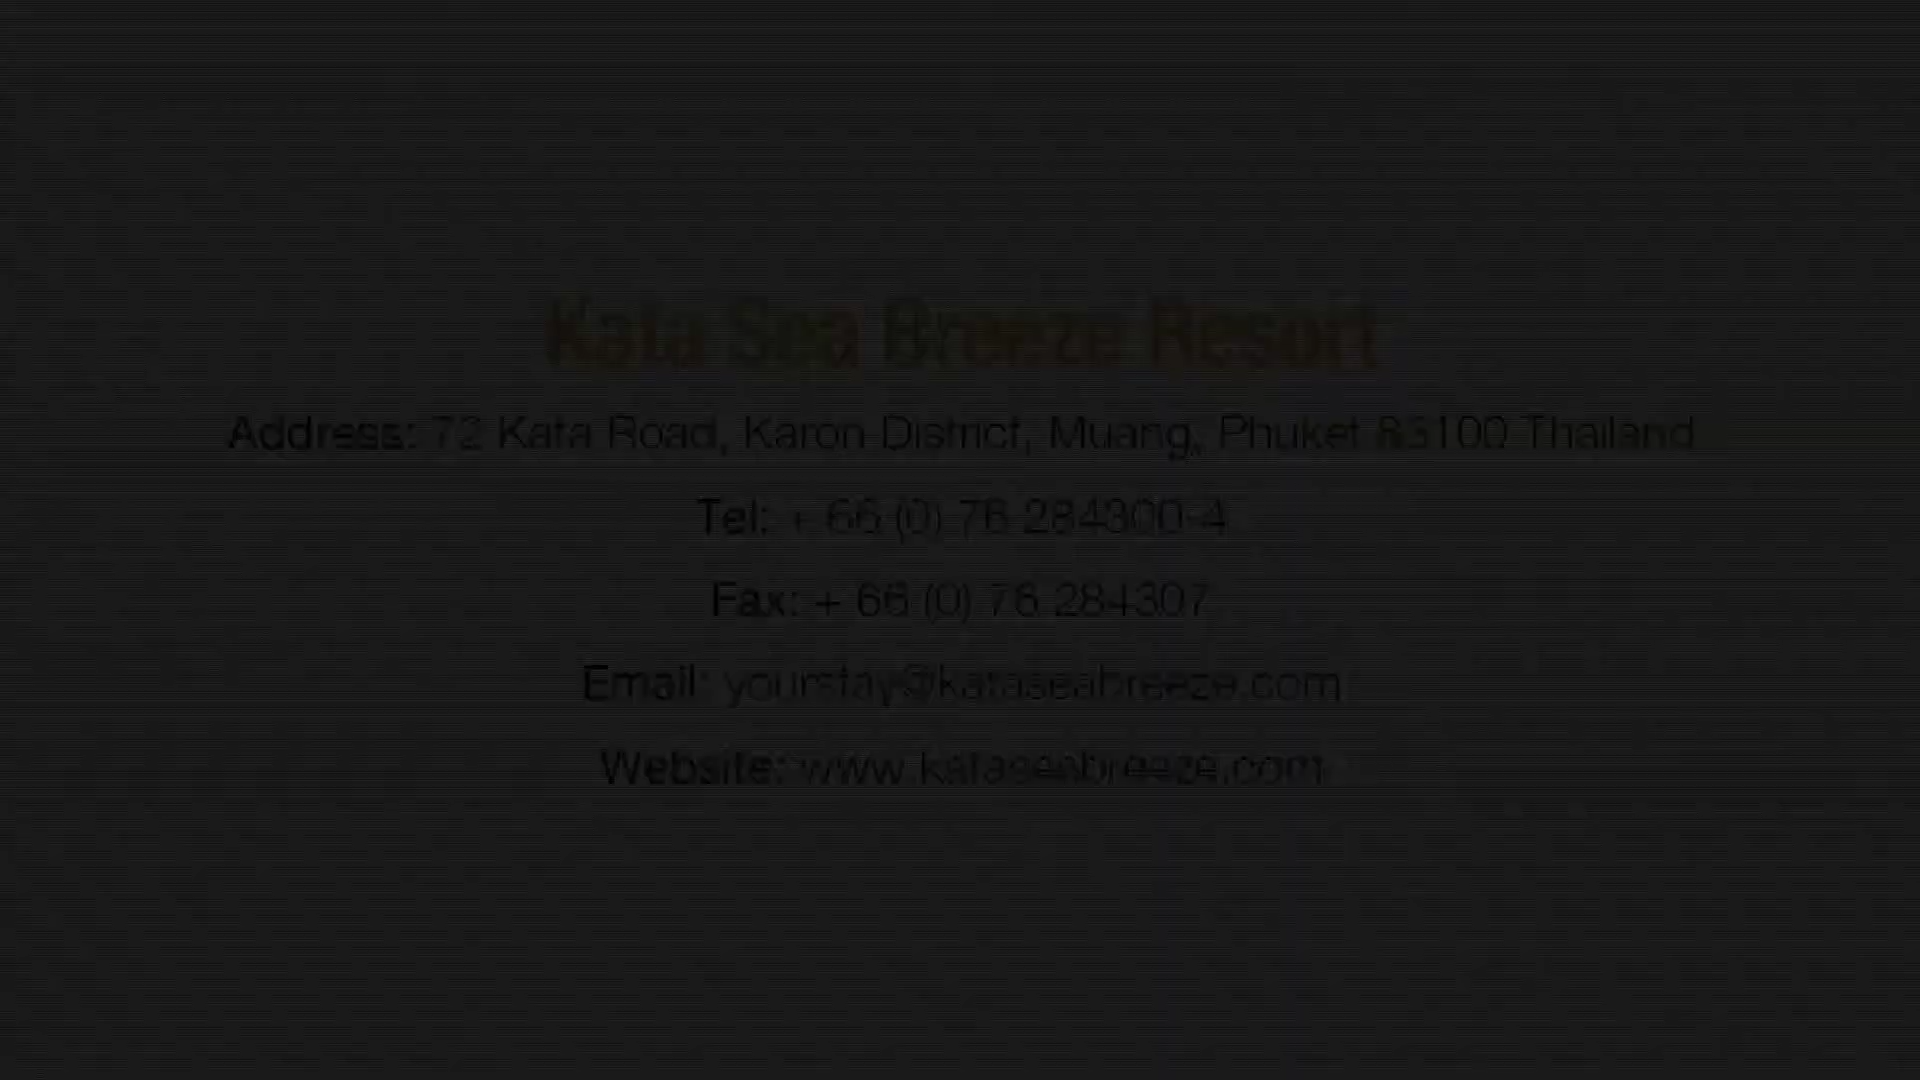 Kata Sea Breeze Resort
Address: 72 Kata Road, Karon District, Muang, Phuket 83100 Thailand
Tel: + 66 (0) 76 284300-4
Fax: + 66 (0) 76 284307
Email: yourstay@kataseabreeze.com
Website: www.kataseabreeze.com